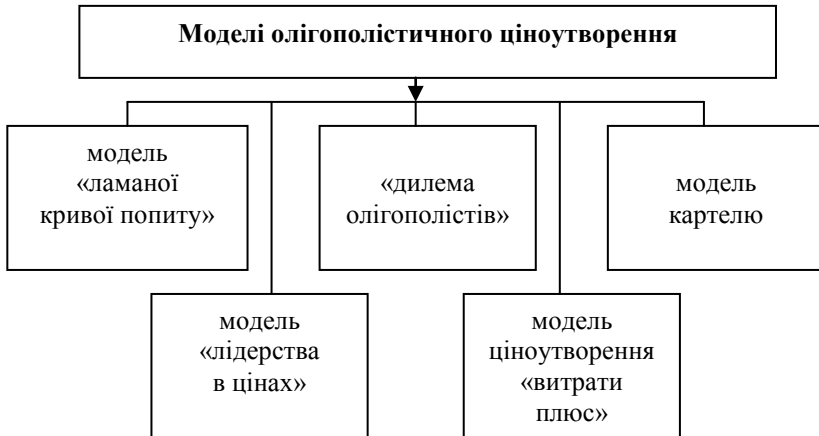 Моделі олігополістичного ціноутворення
модель
«ламаної
кривої попиту»
«дилема
олігополістів»
модель
картелю
модель
«лідерства
в цінах»
модель
ціноутворення
«витрати
плюс»